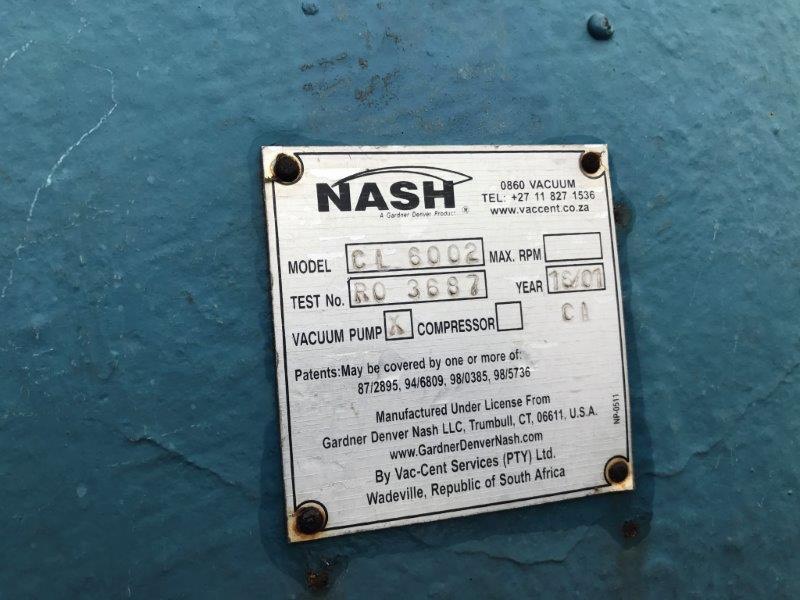 NASH
A Gardner Denver Product ®
0860 VACUUM
TEL: +27 11 827 1536
www.vaccent.co.za
MODEL CL 6002 MAX. RPM
TEST No. RO 3687 YEAR 16/01
VACUUM PUMP X COMPRESSOR CA
Patents:May be covered by one or more of:
87/2895, 94/6809, 98/0385, 98/5736
Manufactured Under License From
Gardner Denver Nash LLC, Trumbull, CT, 06611, U.S.A.
www.GardnerDenverNash.com
By Vac-Cent Services (PTY) Ltd.
Wadeville, Republic of South Africa
NP-0511